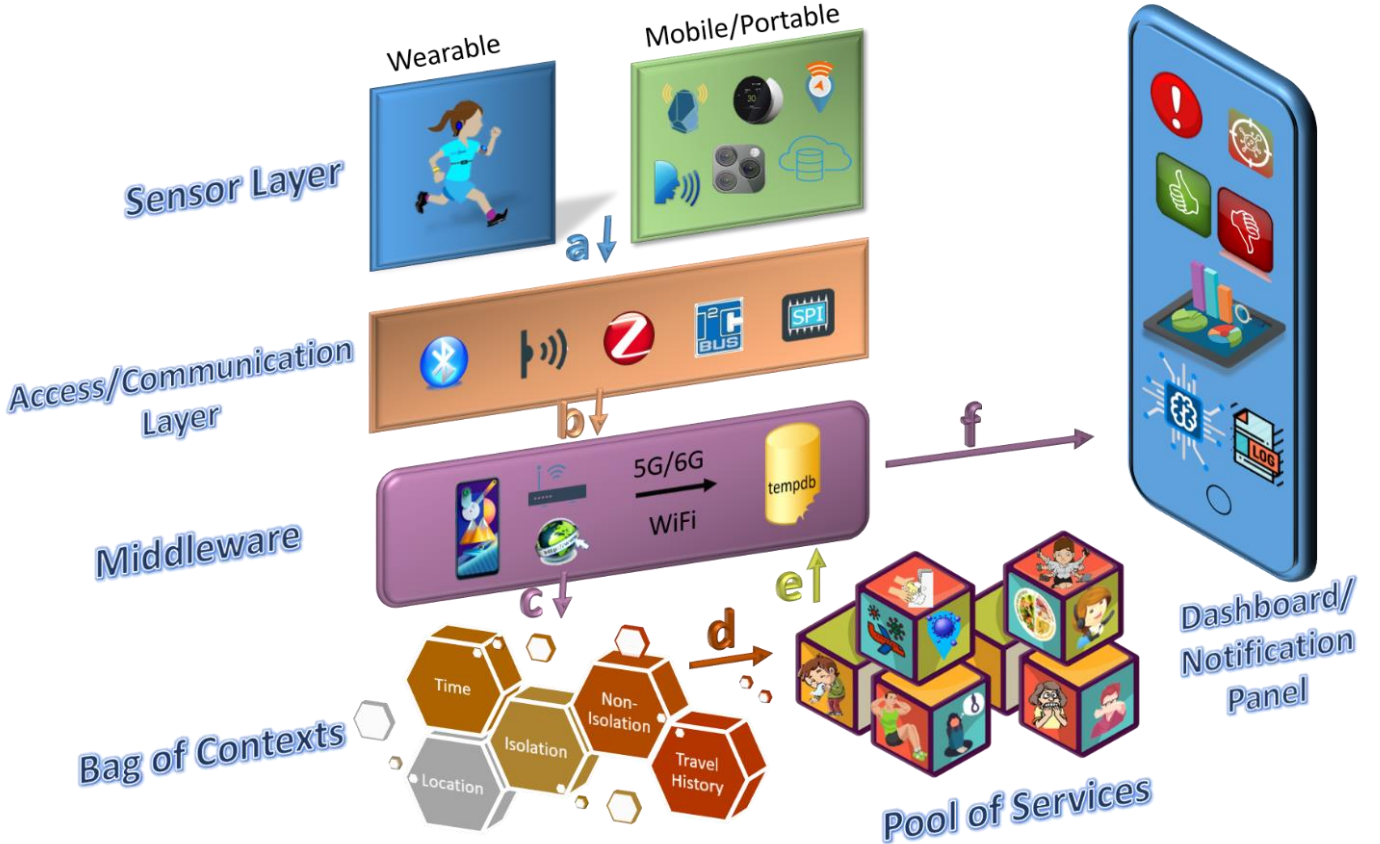 Wearable
Mobile/Portable
30
Sensor Layer
a
I²C
BUS
SPI
Access/Communication
Layer
b
f
LOG
5G/6G
WiFi
tempdb
Middleware
c
e
d
Time
Non-
Isolation
Isolation
Location
Travel
History
Bag of Contexts
Pool of Services
Dashboard/
Notification
Panel